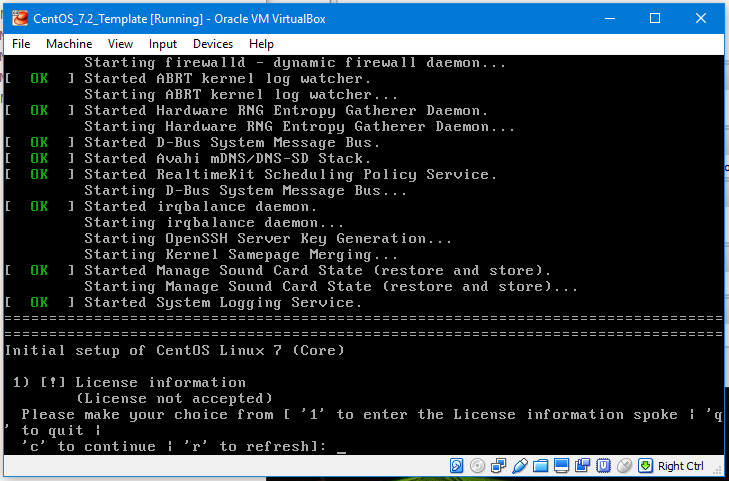 CentOS_7.2_Template [Running] - Oracle VM VirtualBox
File Machine View Input Devices Help
Starting firewalld - dynamic firewall daemon...
[ OK ] Started ABRT kernel log watcher.
Starting ABRT kernel log watcher...
[ OK ] Started Hardware RNG Entropy Gatherer Daemon.
Starting Hardware RNG Entropy Gatherer Daemon...
[ OK ] Started D-Bus System Message Bus.
[ OK ] Started Avahi mDNS/DNS-SD Stack.
[ OK ] Started RealtimeKit Scheduling Policy Service.
Starting D-Bus System Message Bus...
[ OK ] Started irqbalance daemon.
Starting irqbalance daemon...
Starting OpenSSH Server Key Generation...
Starting Kernel Samepage Merging...
[ OK ] Started Manage Sound Card State (restore and store).
Starting Manage Sound Card State (restore and store)...
[ OK ] Started System Logging Service.
================================================================================
================================================================================
Initial setup of CentOS Linux 7 (Core)
1) [!] License information
(License not accepted)
Please make your choice from [ '1' to enter the License information spoke | 'q
' to quit |
'c' to continue | 'r' to refresh]: _
Right Ctrl